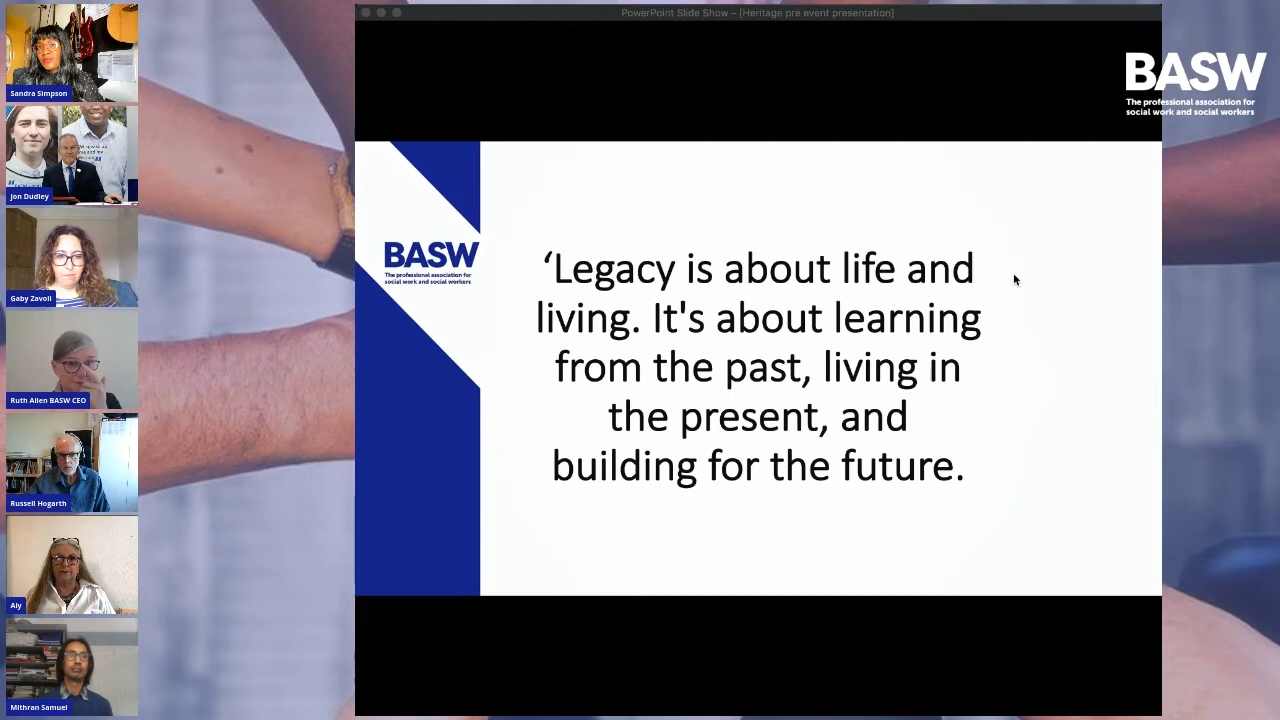 PowerPoint Slide Show – [Heritage pre event presentation]
BASW
The professional association for
social work and social workers
Sandra Simpson
Jon Dudley
Gaby Zavoli
Ruth Allen BASW CEO
Russell Hogarth
Aly
Mithran Samuel
BASW
The professional association for
social work and social workers
‘Legacy is about life and
living. It's about learning
from the past, living in
the present, and
building for the future.